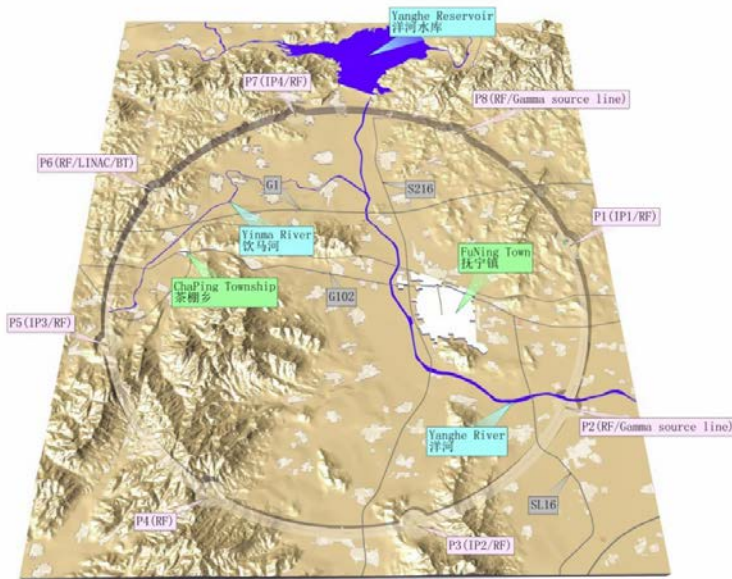 Yanghe Reservoir
洋河水库
P7(IP4/RF)
P8(RF/Gamma source line)
P6(RF/LINAC/BT)
G1
S216
P1(IP1/RF)
Yinma River
饮马河
FuNing Town
抚宁镇
ChaPing Township
茶棚乡
G102
P5(IP3/RF)
Yanghe River
洋河
P2(RF/Gamma source line)
SL16
P4(RF)
P3(IP2/RF)